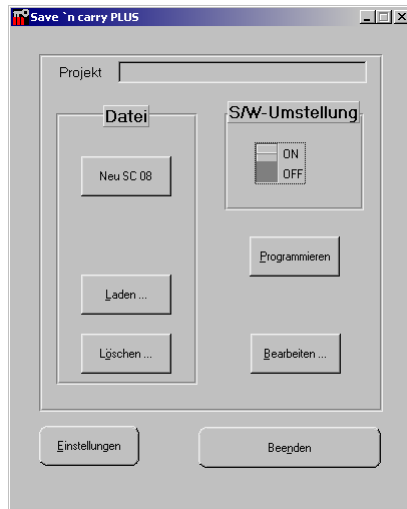 Save `n carry PLUS
Projekt
Datei
S/W-Umstellung
ON
OFF
Neu SC 08
Programmieren
Laden ...
Löschen ...
Bearbeiten ...
Einstellungen
Beenden